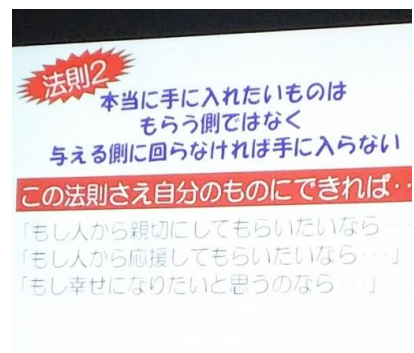 法則2
本当に手に入れたいものは
もらう側ではなく
与える側に回らなければ手に入らない
この法則さえ自分のものにできれば‥
「もし人から親切にしてもらいたいなら‥‥
「もし人から応援してもらいたいなら‥‥」
「もし幸せになりたいと思うのなら‥‥」